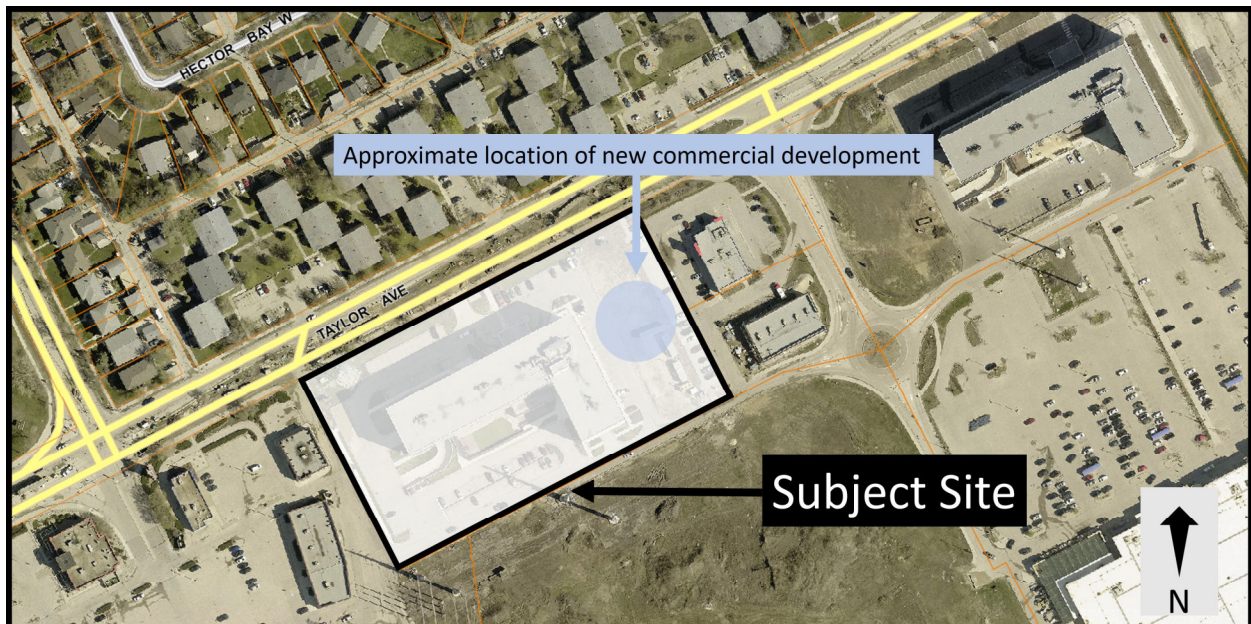 HECTOR BAY W
Approximate location of new commercial development
TAYLOR AVE
Subject Site
N